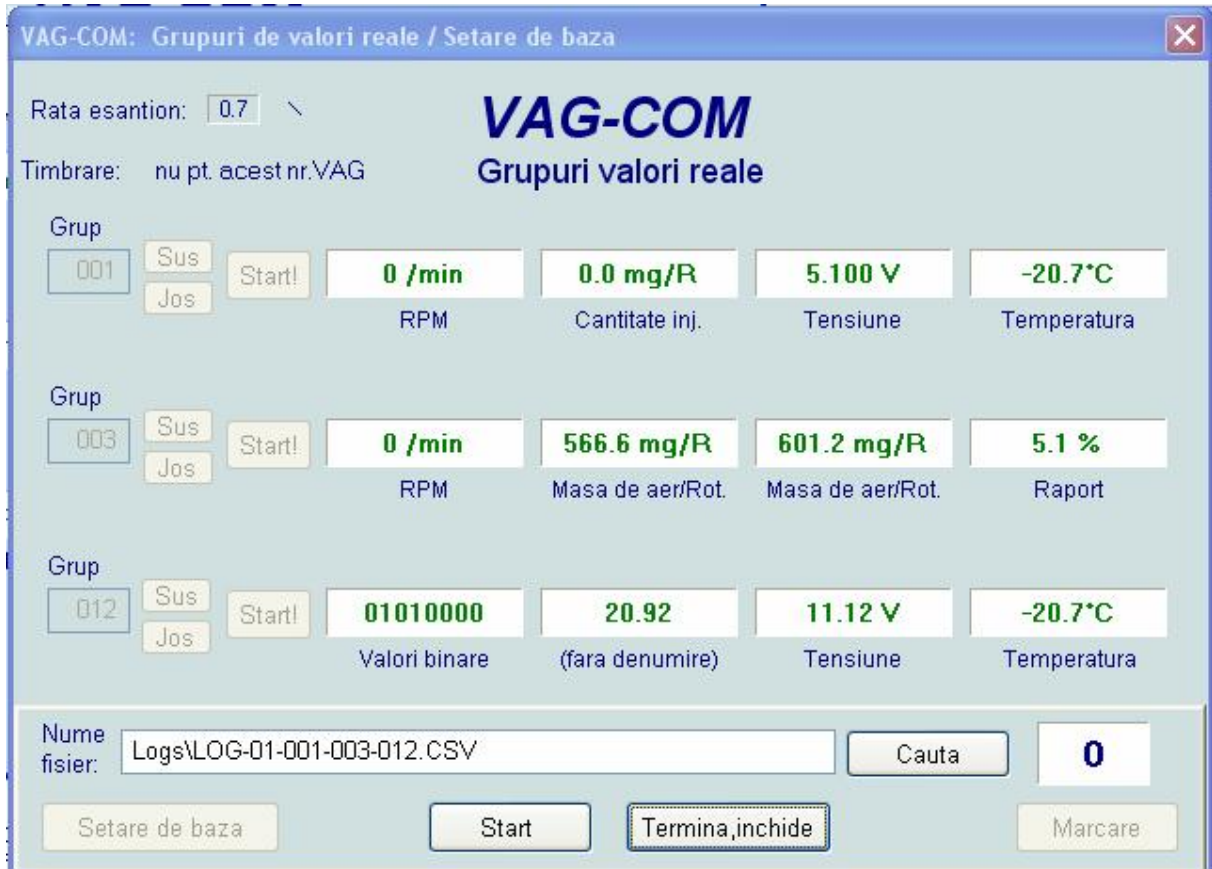 VAG-COM: Grupuri de valori reale / Setare de baza
Rata esantion: 0.7
VAG-COM
Timbrare: nu pt. acest nr.VAG
Grupuri valori reale
Grup
001 Sus Jos Start! 0 /min 0.0 mg/R 5.100 V -20.7°C
RPM Cantitate inj. Tensiune Temperatura
Grup
003 Sus Jos Start! 0 /min 566.6 mg/R 601.2 mg/R 5.1 %
RPM Masa de aer/Rot. Masa de aer/Rot. Raport
Grup
012 Sus Jos Start! 01010000 20.92 11.12 V -20.7°C
Valori binare (fara denumire) Tensiune Temperatura
Nume fisier: Logs\LOG-01-001-003-012.CSV Cauta 0
Setare de baza Start Termina,inchide Marcare